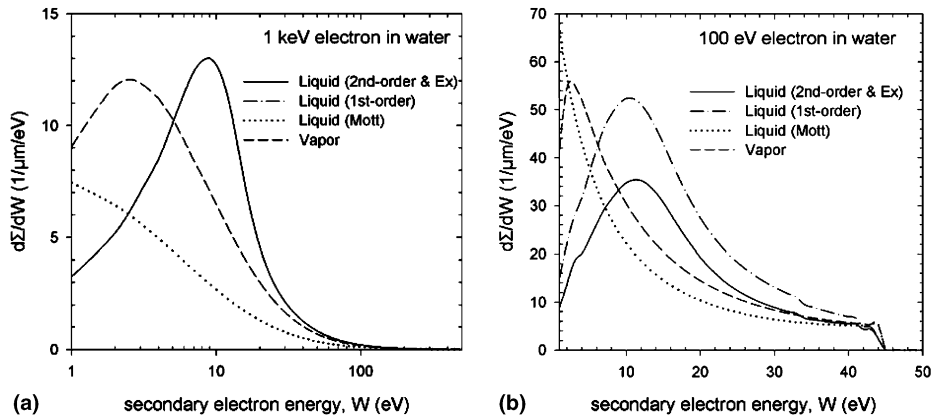 15
10
5
0
dΣ/dW (1/μm/eV)
1 keV electron in water
Liquid (2nd-order & Ex)
Liquid (1st-order)
Liquid (Mott)
Vapor
1 10 100
secondary electron energy, W (eV)
(a)
70
60
50
40
30
20
10
0
dΣ/dW (1/μm/eV)
100 eV electron in water
Liquid (2nd-order & Ex)
Liquid (1st-order)
Liquid (Mott)
Vapor
10 20 30 40 50
secondary electron energy, W (eV)
(b)